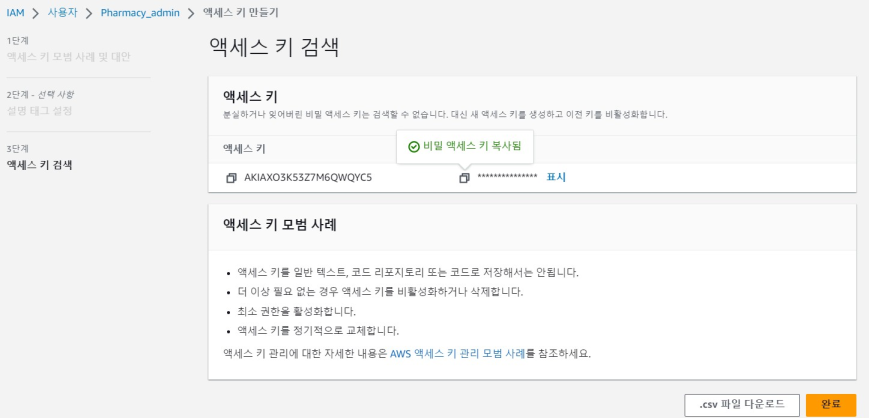 IAM > 사용자 > Pharmacy_admin > 액세스 키 만들기
1단계
액세스 키 모범 사례 및 대안
2단계 - 선택 사항
설명 태그 설정
3단계
액세스 키 검색
액세스 키 검색
액세스 키
분실하거나 잊어버린 비밀 액세스 키는 검색할 수 없습니다. 대신 새 액세스 키를 생성하고 이전 키를 비활성화합니다.
액세스 키
비밀 액세스 키 복사됨
AKIAXO3K53Z7M6QWQYC5 *************** 표시
액세스 키 모범 사례
• 액세스 키를 일반 텍스트, 코드 리포지토리 또는 코드로 저장해서는 안됩니다.
• 더 이상 필요 없는 경우 액세스 키를 비활성화하거나 삭제합니다.
• 최소 권한을 활성화합니다.
• 액세스 키를 정기적으로 교체합니다.
액세스 키 관리에 대한 자세한 내용은 AWS 액세스 키 관리 모범 사례를 참조하세요.
.csv 파일 다운로드 완료